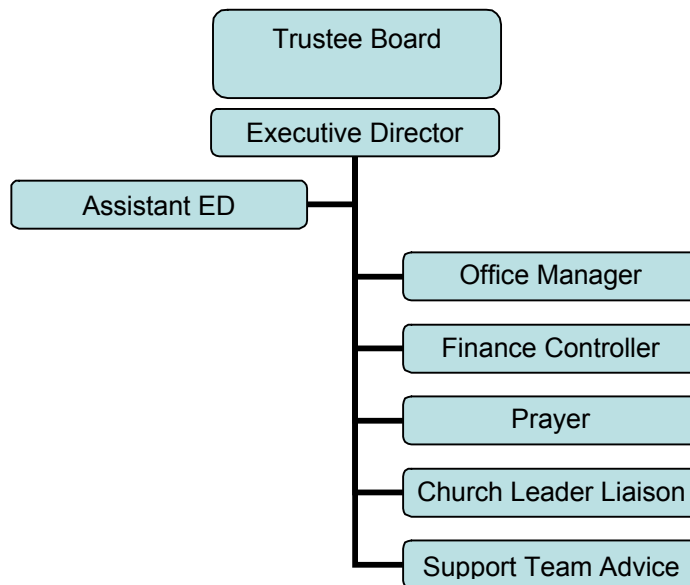 Trustee Board
Executive Director
Assistant ED
Office Manager
Finance Controller
Prayer
Church Leader Liaison
Support Team Advice